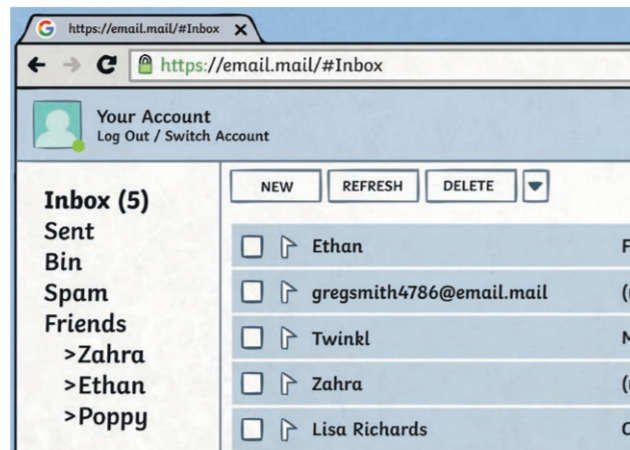 https://email.mail/#Inbox
https://email.mail/#Inbox
Your Account
Log Out / Switch Account
Inbox (5)
Sent
Bin
Spam
Friends
>Zahra
>Ethan
>Poppy
NEW REFRESH DELETE
Ethan F
gregsmith4786@email.mail (
Twinkl M
Zahra (
Lisa Richards